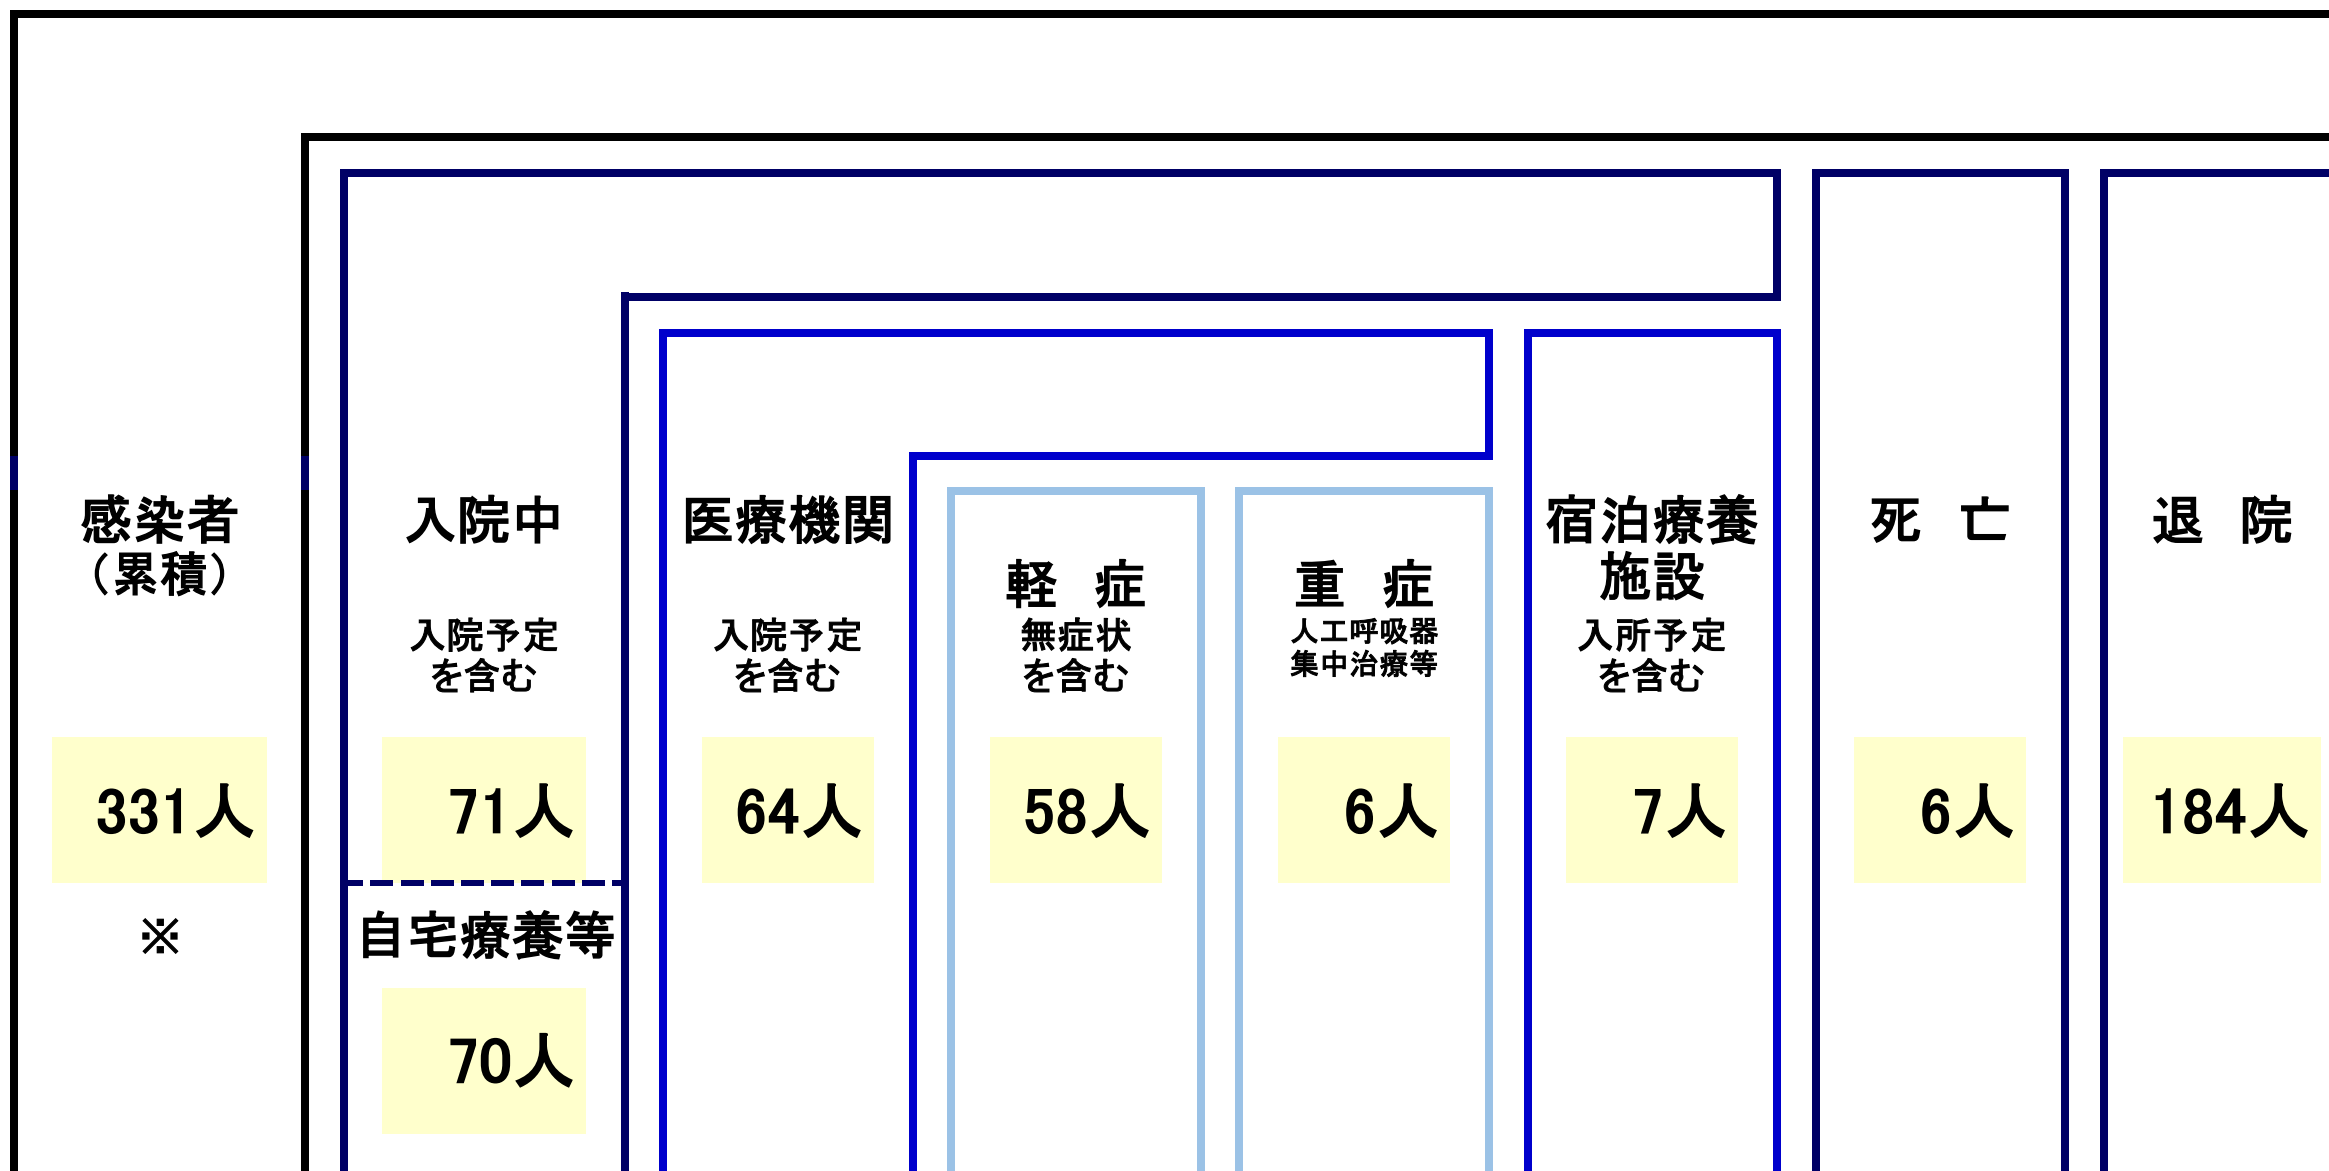 感染者
（累積）
331人
※
入院中
入院予定
を含む
71人
自宅療養等
70人
医療機関
入院予定
を含む
64人
軽　症
無症状
を含む
58人
重　症
人工呼吸器
集中治療等
6人
宿泊療養
施設
入所予定
を含む
7人
死　亡
6人
退　院
184人